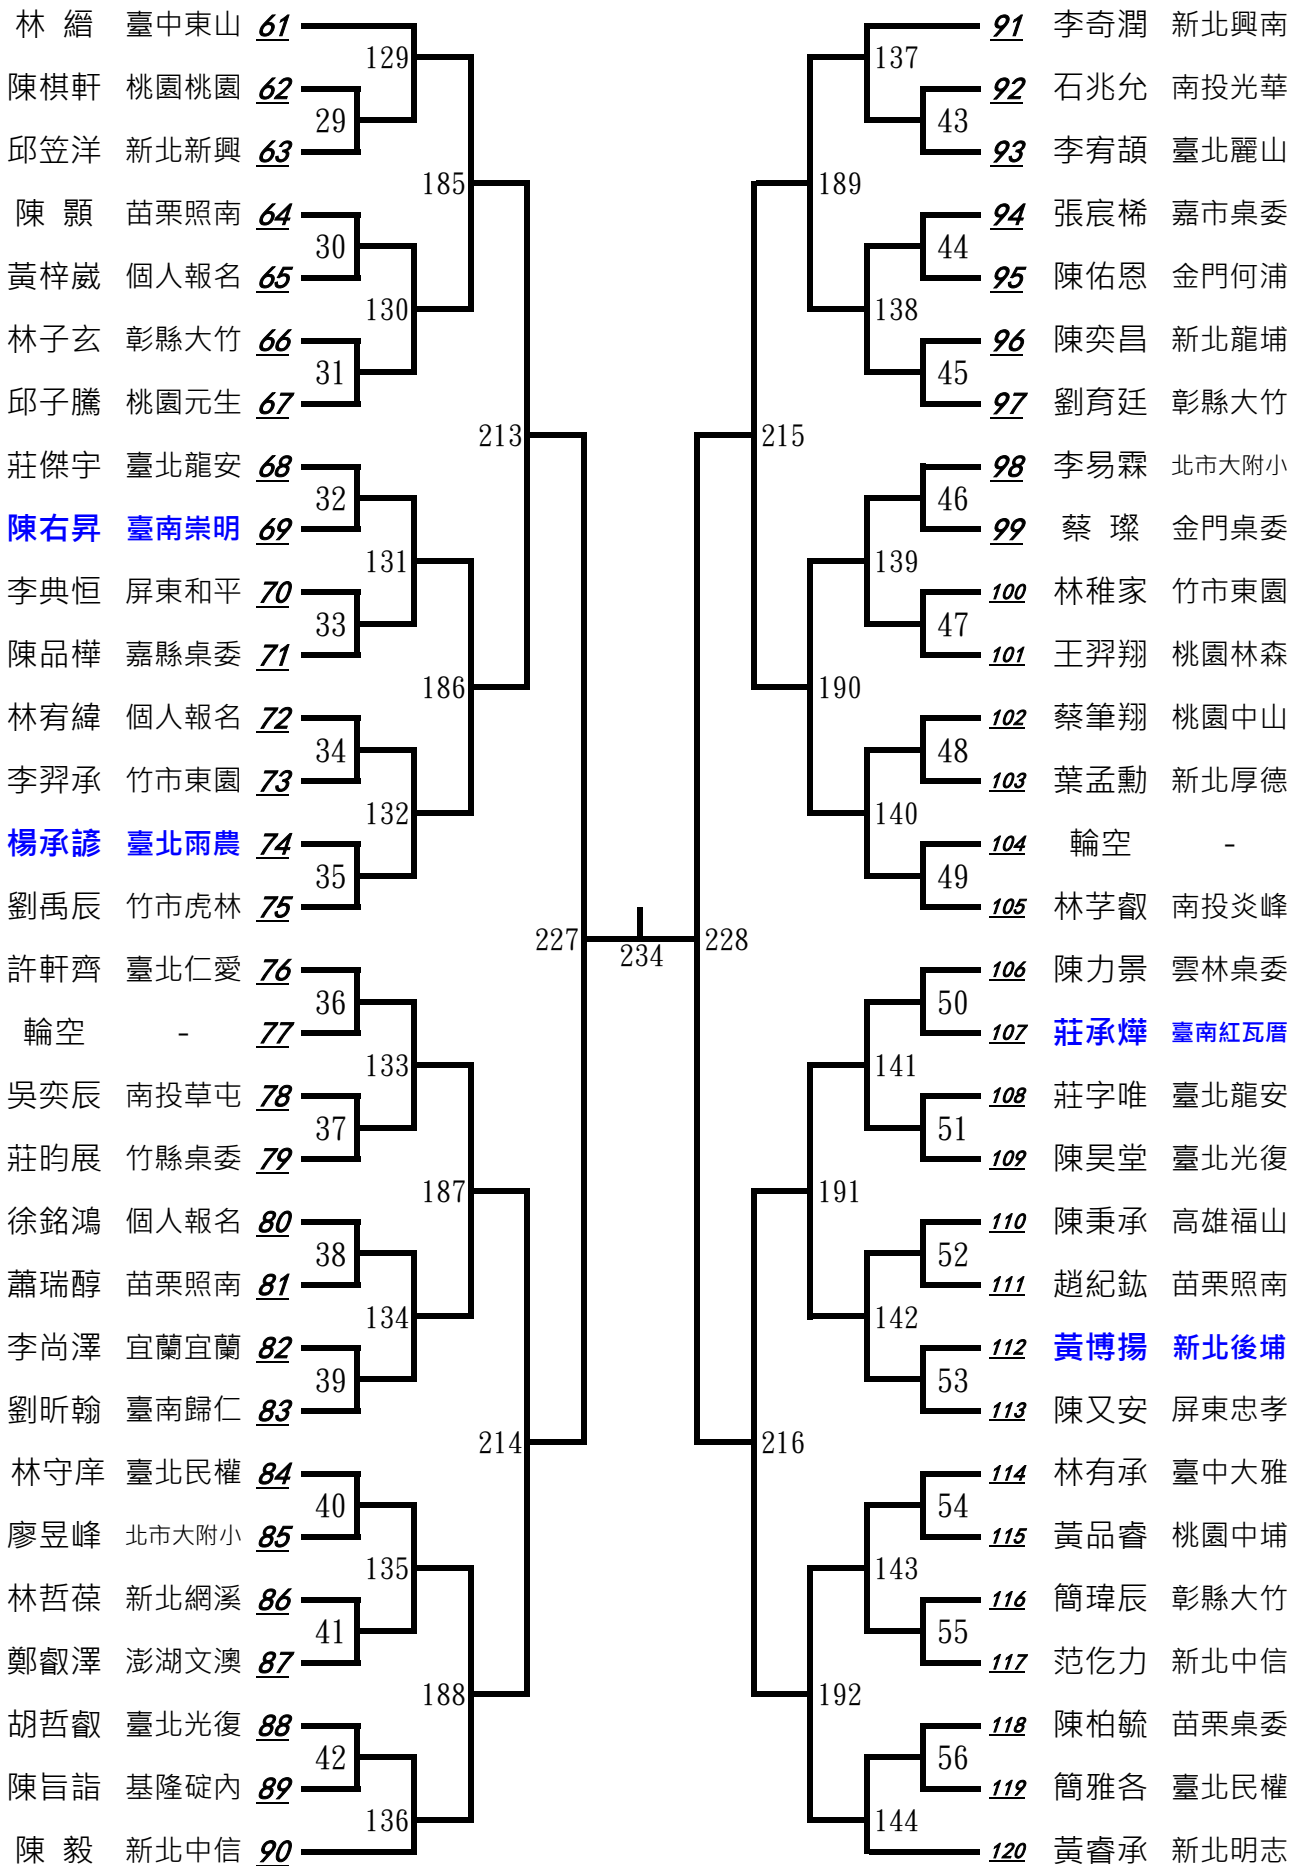 林 縉 臺中東山 61
129
陳棋軒 桃園桃園 62
29
邱笠洋 新北新興 63
185
陳 顥 苗栗照南 64
30
黃梓崴 個人報名 65
130
林子玄 彰縣大竹 66
31
邱子騰 桃園元生 67
213
莊傑宇 臺北龍安 68
32
陳右昇 臺南崇明 69
131
李典恒 屏東和平 70
33
陳品樺 嘉縣桌委 71
186
林宥緯 個人報名 72
34
李羿承 竹市東園 73
132
楊承諺 臺北雨農 74
35
劉禹辰 竹市虎林 75
227
234
許軒齊 臺北仁愛 76
36
輪空 - 77
133
吳奕辰 南投草屯 78
37
莊昀展 竹縣桌委 79
187
徐銘鴻 個人報名 80
38
蕭瑞醇 苗栗照南 81
134
李尚澤 宜蘭宜蘭 82
39
劉昕翰 臺南歸仁 83
214
林守庠 臺北民權 84
40
廖昱峰 北市大附小 85
135
林哲葆 新北網溪 86
41
鄭叡澤 澎湖文澳 87
188
胡哲叡 臺北光復 88
42
陳旨詣 基隆碇內 89
136
陳 毅 新北中信 90
91 李奇潤 新北興南
137
92 石兆允 南投光華
43
93 李宥頡 臺北麗山
189
94 張宸桸 嘉市桌委
44
95 陳佑恩 金門何浦
138
96 陳奕昌 新北龍埔
45
97 劉育廷 彰縣大竹
215
98 李易霖 北市大附小
46
99 蔡 璨 金門桌委
139
100 林稚家 竹市東園
47
101 王羿翔 桃園林森
190
102 蔡筆翔 桃園中山
48
103 葉孟勳 新北厚德
140
104 輪空 -
49
105 林芓叡 南投炎峰
228
106 陳力景 雲林桌委
50
107 莊承燁 臺南紅瓦厝
141
108 莊字唯 臺北龍安
51
109 陳昊堂 臺北光復
191
110 陳秉承 高雄福山
52
111 趙紀鈜 苗栗照南
142
112 黃博揚 新北後埔
53
113 陳又安 屏東忠孝
216
114 林有承 臺中大雅
54
115 黃品睿 桃園中埔
143
116 簡瑋辰 彰縣大竹
55
117 范仡力 新北中信
192
118 陳柏毓 苗栗桌委
56
119 簡雅各 臺北民權
144
120 黃睿承 新北明志